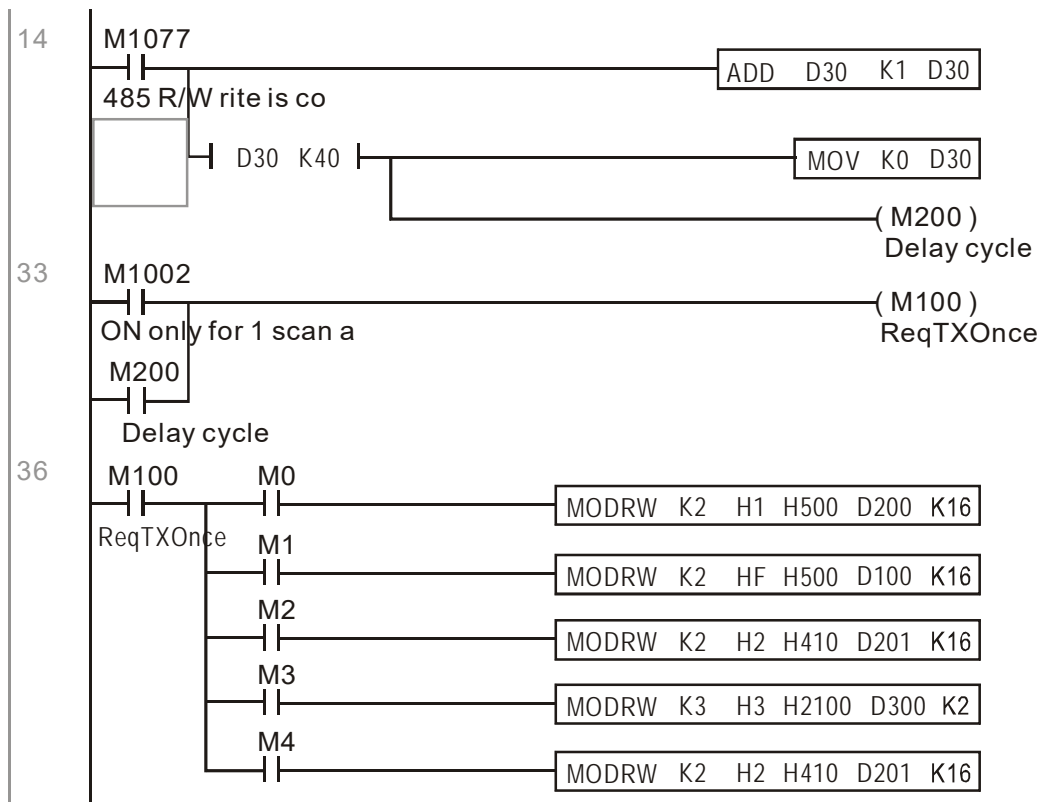 14
M1077
ADD D30 K1 D30
485 R/W rite is co
D30 K40
MOV K0 D30
( M200 )
Delay cycle
33
M1002
( M100 )
ON only for 1 scan a
ReqTXOnce
M200
Delay cycle
36
M100 M0
MODRW K2 H1 H500 D200 K16
ReqTXOnce
M1
MODRW K2 HF H500 D100 K16
M2
MODRW K2 H2 H410 D201 K16
M3
MODRW K3 H3 H2100 D300 K2
M4
MODRW K2 H2 H410 D201 K16